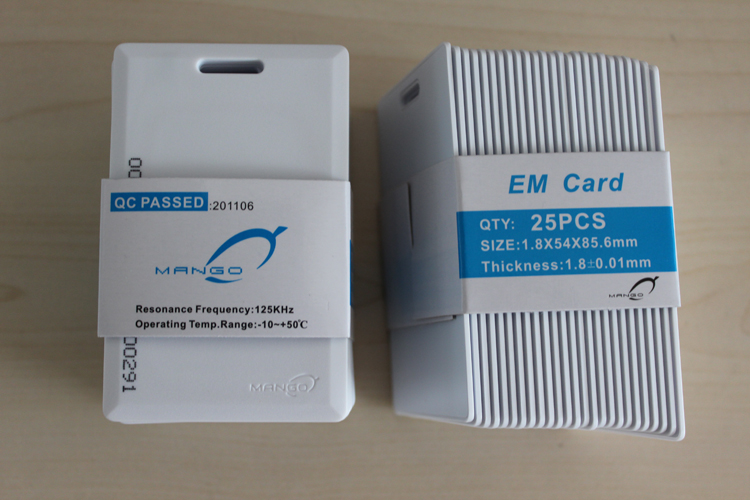 00
QC PASSED:201106
MANGO
Resonance Frequency:125KHz
Operating Temp.Range:-10~+50℃
00291
MANGO
EM Card
QTY: 25PCS
SIZE:1.8X54X85.6mm
Thickness:1.8±0.01mm
MANGO